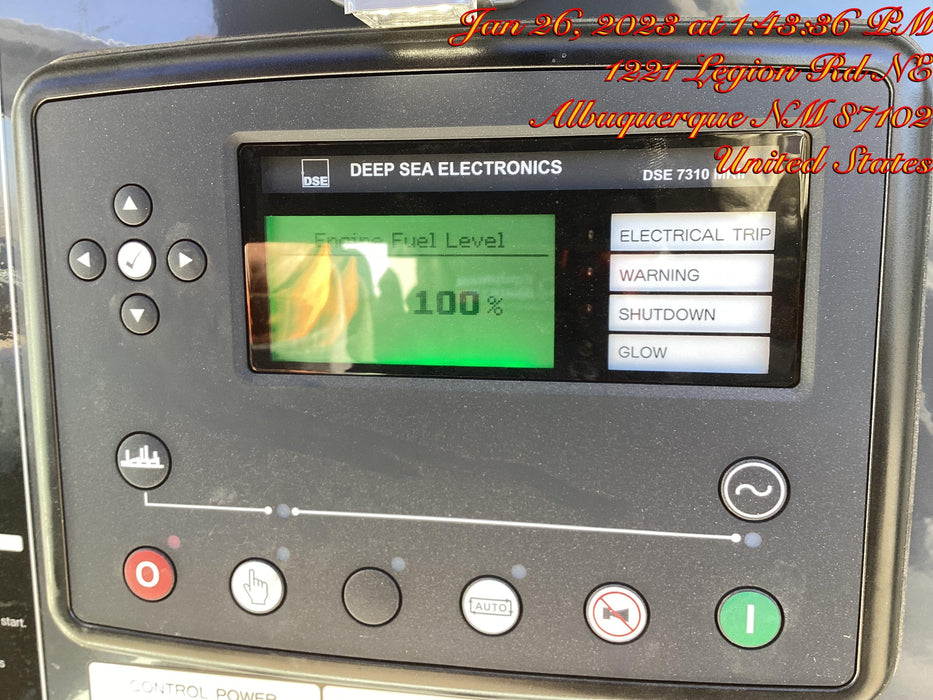 Jan 26, 2023 at 1:43:36 PM
1221 Legion Rd NE
Albuquerque NM 87102
United States
DSE
DEEP SEA ELECTRONICS
DSE 7310 MKII
Engine Fuel Level
100%
ELECTRICAL TRIP
WARNING
SHUTDOWN
GLOW
O
AUTO
I
start.
s
CONTROL POWER